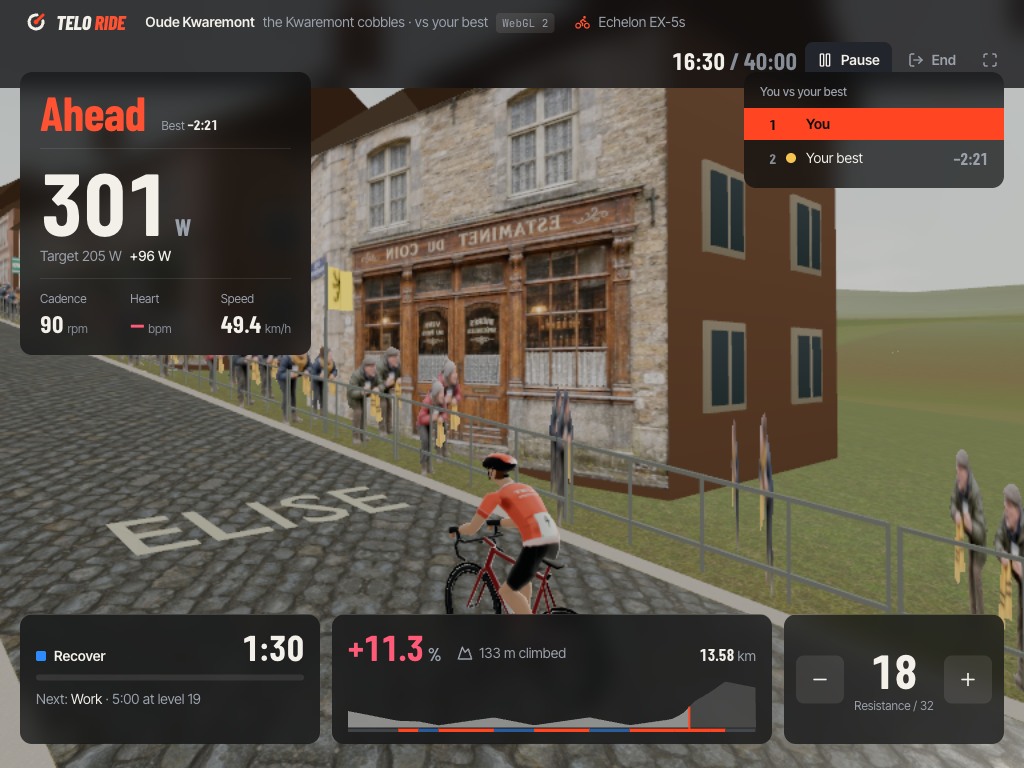 TELO RIDE Oude Kwaremont the Kwaremont cobbles · vs your best WebGL 2 Echelon EX-5s
16:30 / 40:00 Pause End
Ahead Best −2:21
You vs your best
1 You
2 Your best −2:21
301 W
Target 205 W +96 W
Cadence Heart Speed
90 rpm — bpm 49.4 km/h
ESTAMINET DU COIN
ELISE
Recover 1:30
Next: Work · 5:00 at level 19
+11.3 % 133 m climbed 13.58 km
− 18 +
Resistance / 32